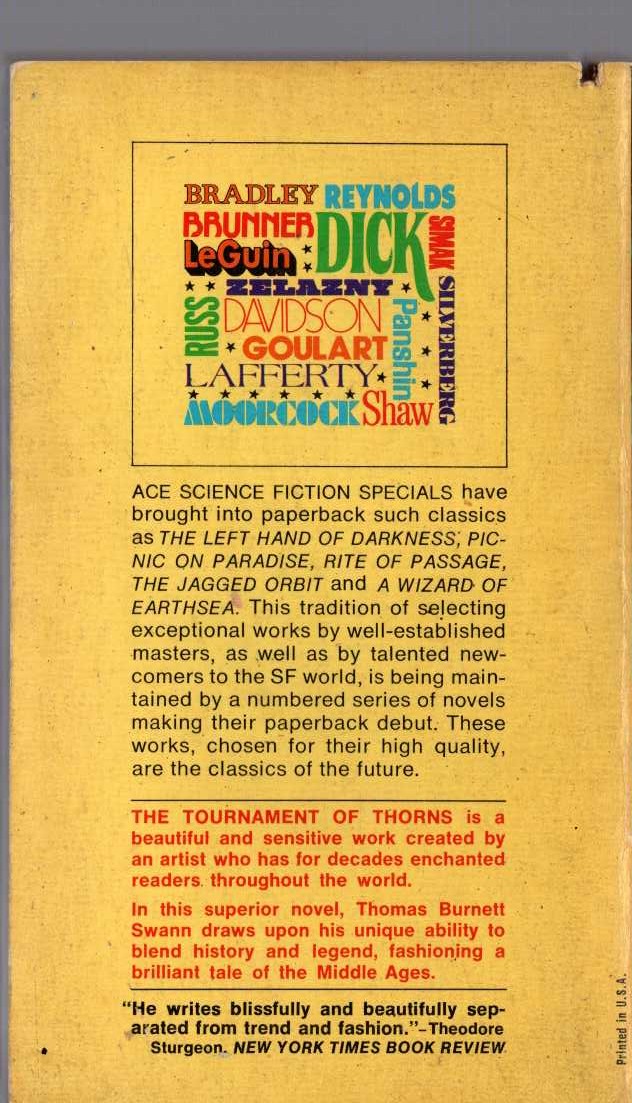 BRADLEY REYNOLDS
BRUNNER DICK SIMAK
LeGuin
ZELAZNY
RUSS DAVIDSON Panshin SILVERBERG
GOULART
LAFFERTY
MOORCOCK Shaw
ACE SCIENCE FICTION SPECIALS have
brought into paperback such classics
as THE LEFT HAND OF DARKNESS, PIC-
NIC ON PARADISE, RITE OF PASSAGE,
THE JAGGED ORBIT and A WIZARD OF
EARTHSEA. This tradition of selecting
exceptional works by well-established
masters, as well as by talented new-
comers to the SF world, is being main-
tained by a numbered series of novels
making their paperback debut. These
works, chosen for their high quality,
are the classics of the future.
THE TOURNAMENT OF THORNS is a
beautiful and sensitive work created by
an artist who has for decades enchanted
readers throughout the world.
In this superior novel, Thomas Burnett
Swann draws upon his unique ability to
blend history and legend, fashioning a
brilliant tale of the Middle Ages.
“He writes blissfully and beautifully sep-
arated from trend and fashion.”–Theodore
Sturgeon, NEW YORK TIMES BOOK REVIEW
Printed in U.S.A.